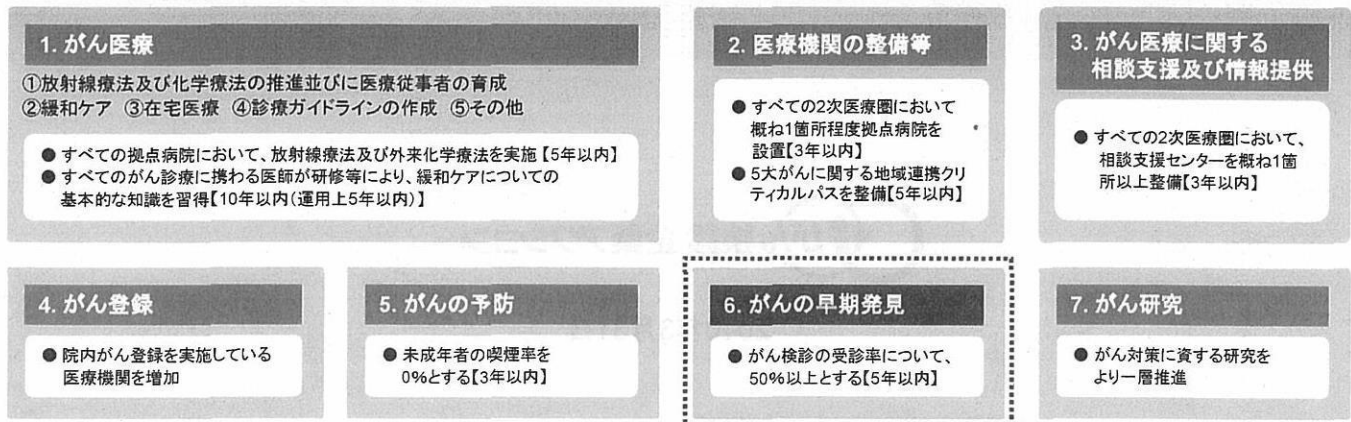 1. がん医療
①放射線療法及び化学療法の推進並びに医療従事者の育成
②緩和ケア ③在宅医療 ④診療ガイドラインの作成 ⑤その他
● すべての拠点病院において、放射線療法及び外来化学療法を実施【5年以内】
● すべてのがん診療に携わる医師が研修等により、緩和ケアについての
基本的な知識を習得【10年以内(運用上5年以内)】
2. 医療機関の整備等
● すべての2次医療圏において
概ね1箇所程度拠点病院を
設置【3年以内】
● 5大がんに関する地域連携クリ
ティカルパスを整備【5年以内】
3. がん医療に関する
相談支援及び情報提供
● すべての2次医療圏において、
相談支援センターを概ね1箇
所以上整備【3年以内】
4. がん登録
● 院内がん登録を実施している
医療機関を増加
5. がんの予防
● 未成年者の喫煙率を
0%とする【3年以内】
6. がんの早期発見
● がん検診の受診率について、
50%以上とする【5年以内】
7. がん研究
● がん対策に資する研究を
より一層推進